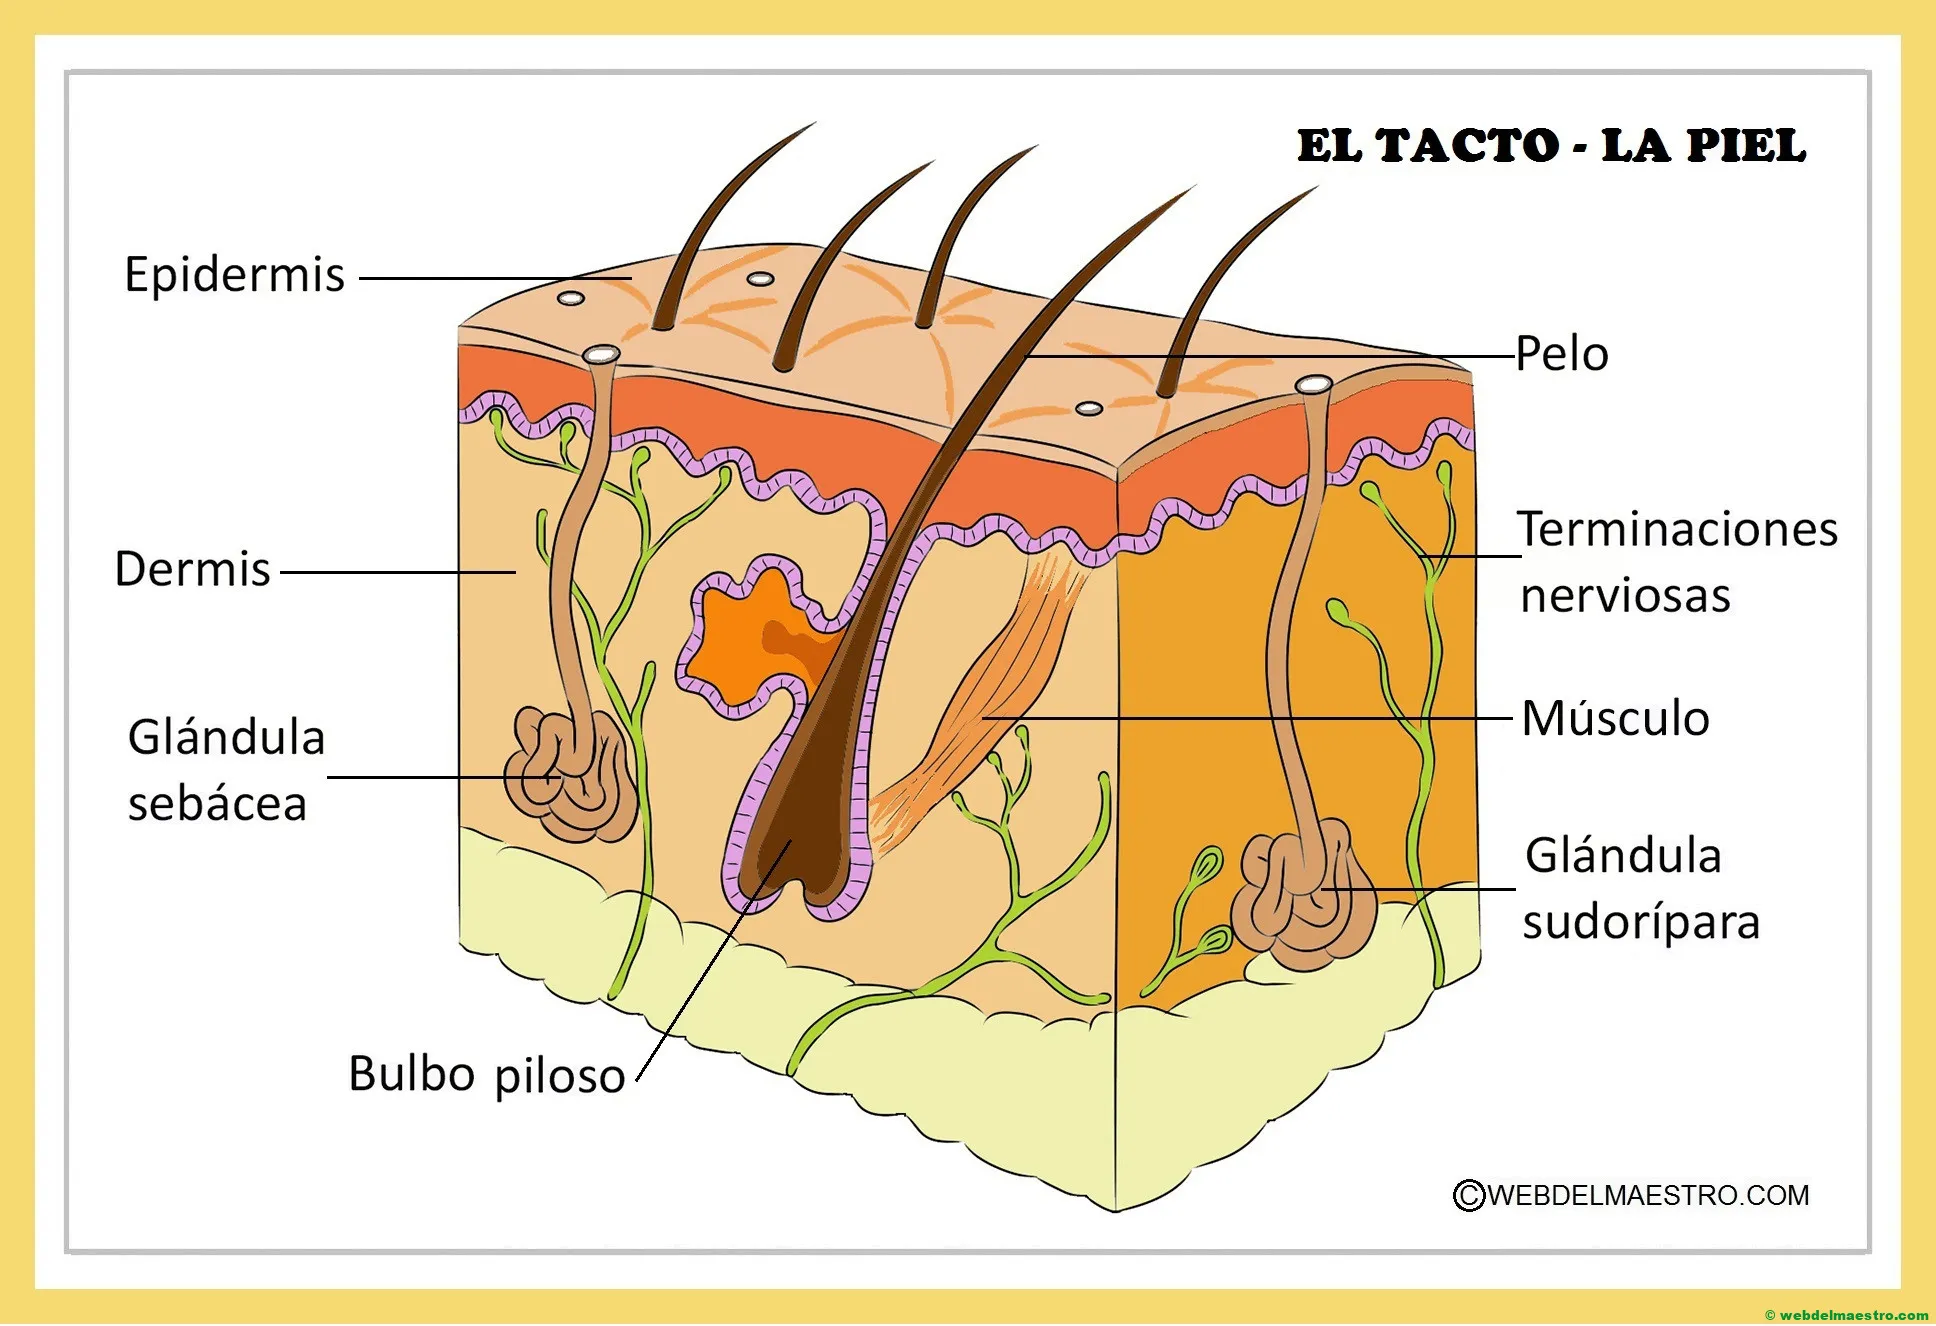 EL TACTO - LA PIEL
Epidermis
Pelo
Terminaciones
nerviosas
Dermis
Músculo
Glándula
sebácea
Glándula
sudorípara
Bulbo piloso
©WEBDELMAESTRO.COM
© webdelmaestro.com